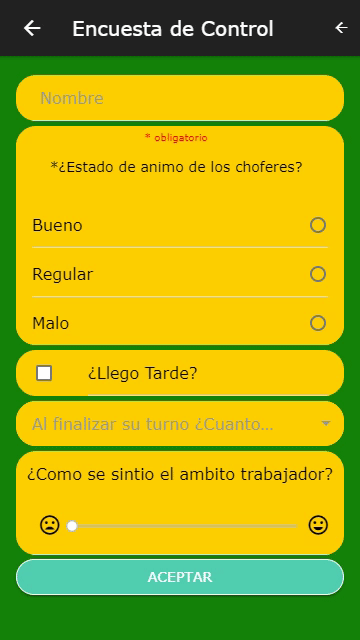 Encuesta de Control
Nombre
* obligatorio
*¿Estado de animo de los choferes?
Bueno
Regular
Malo
¿Llego Tarde?
Al finalizar su turno ¿Cuanto...
¿Como se sintio el ambito trabajador?
ACEPTAR